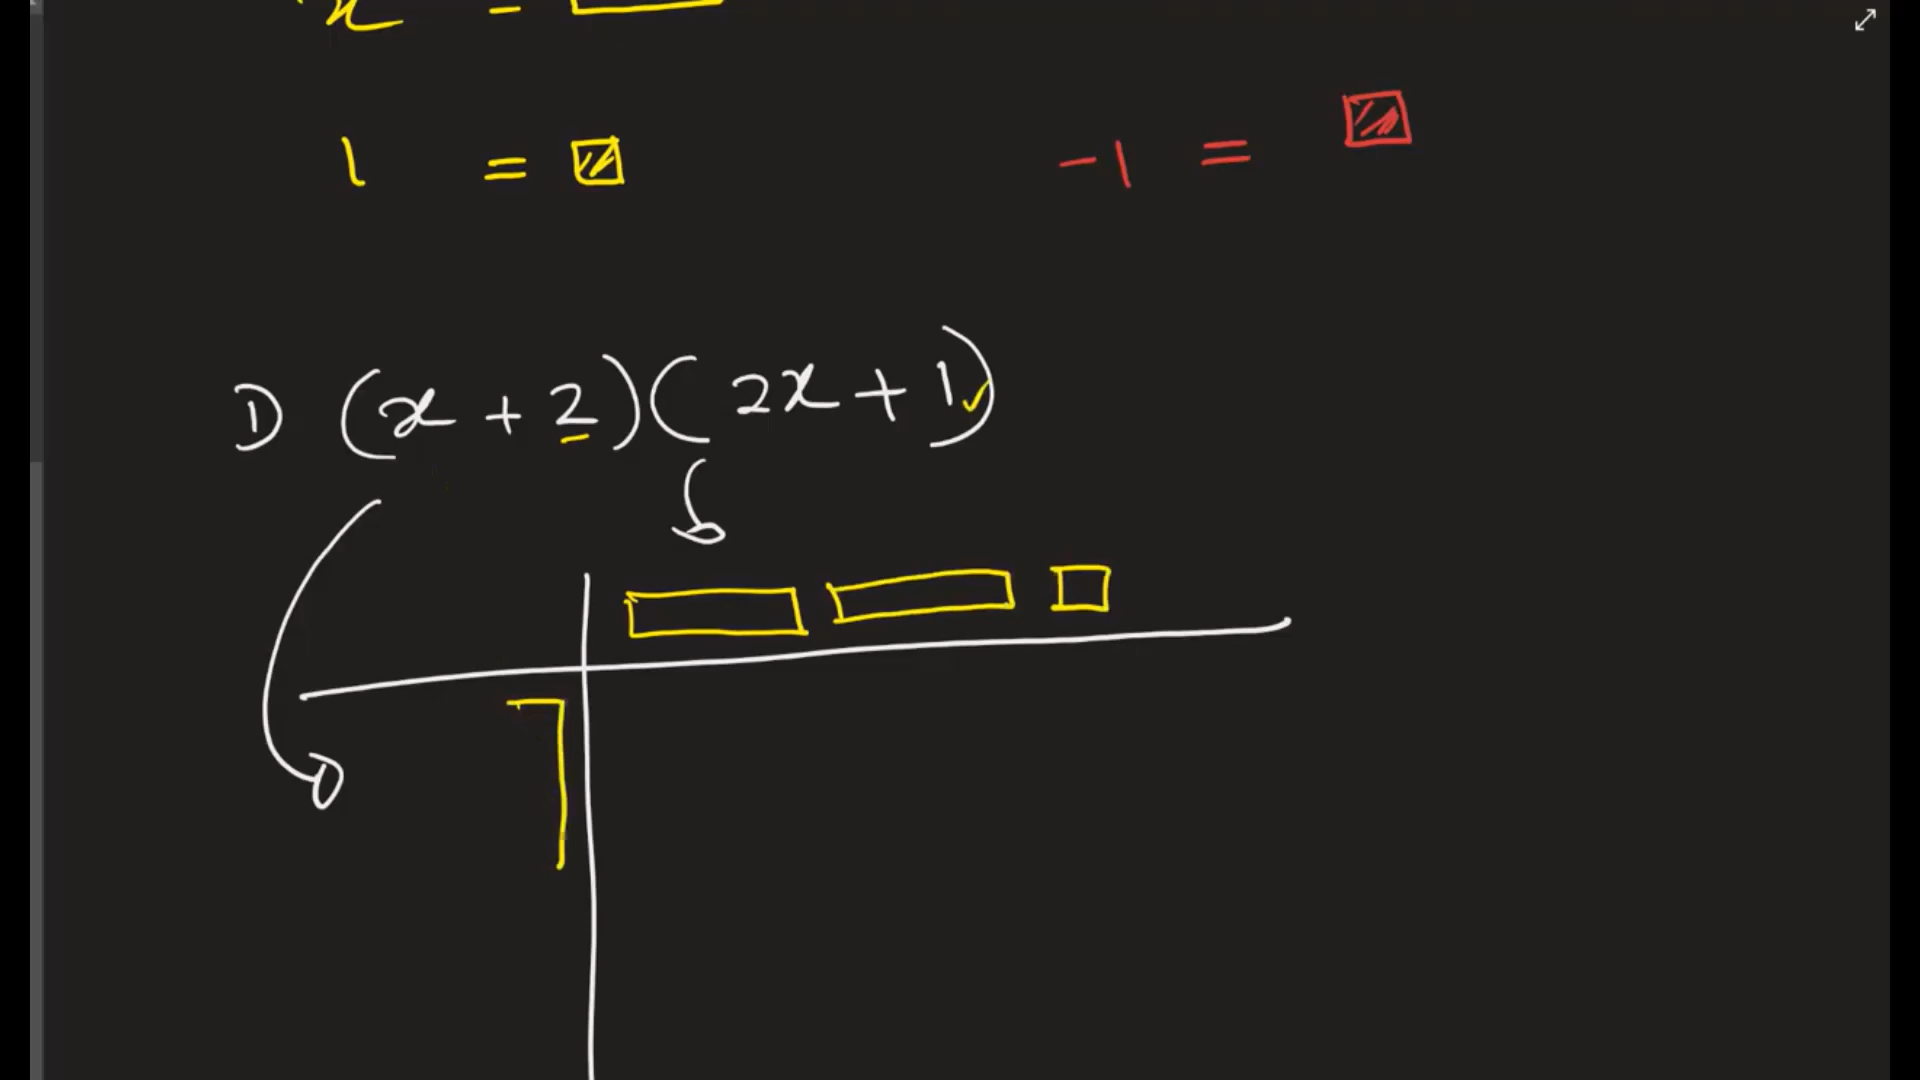 x =
1 =
-1 =
1) (x + 2)(2x + 1)